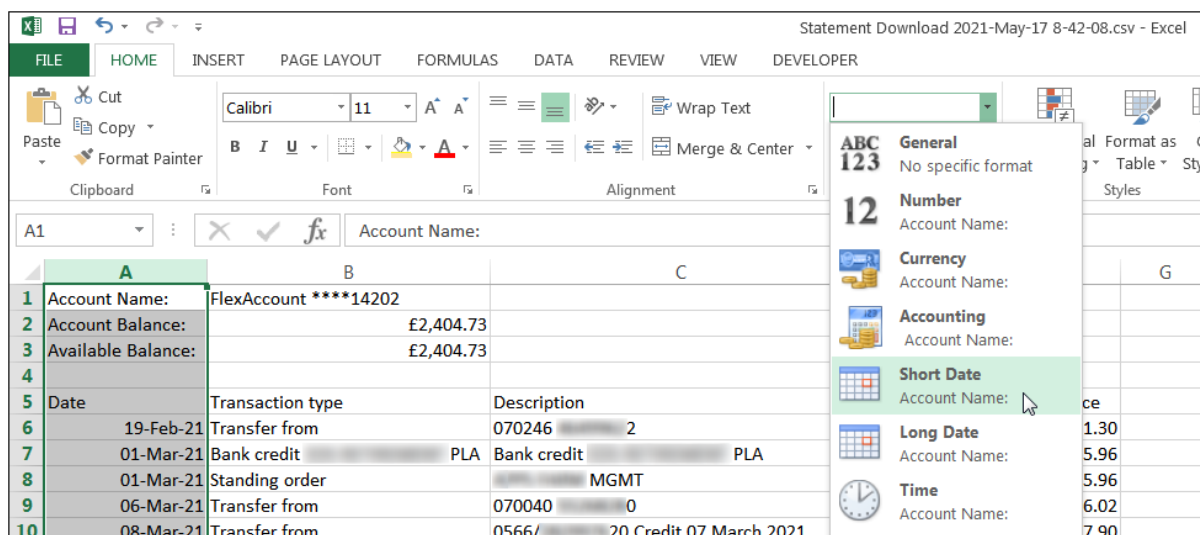 Statement Download 2021-May-17 8-42-08.csv - Excel
FILE HOME INSERT PAGE LAYOUT FORMULAS DATA REVIEW VIEW DEVELOPER
Paste
Cut
Copy
Format Painter
Clipboard
Calibri 11 A A
B I U A
Font
Wrap Text
Merge & Center
Alignment
Format as
Table
Styles
ABC
123
General
No specific format
12
Number
Account Name:
Currency
Account Name:
Accounting
Account Name:
Short Date
Account Name:
Long Date
Account Name:
Time
Account Name:
A1 fx Account Name:
A B C G
1 Account Name: FlexAccount ****14202
2 Account Balance: £2,404.73
3 Available Balance: £2,404.73
4
5 Date Transaction type Description ce
6 19-Feb-21 Transfer from 070246 2 1.30
7 01-Mar-21 Bank credit PLA Bank credit PLA 5.96
8 01-Mar-21 Standing order MGMT 5.96
9 06-Mar-21 Transfer from 070040 0 6.02
10 08-Mar-21 Transfer from 0566/ 20 Credit 07 March 2021 7.90